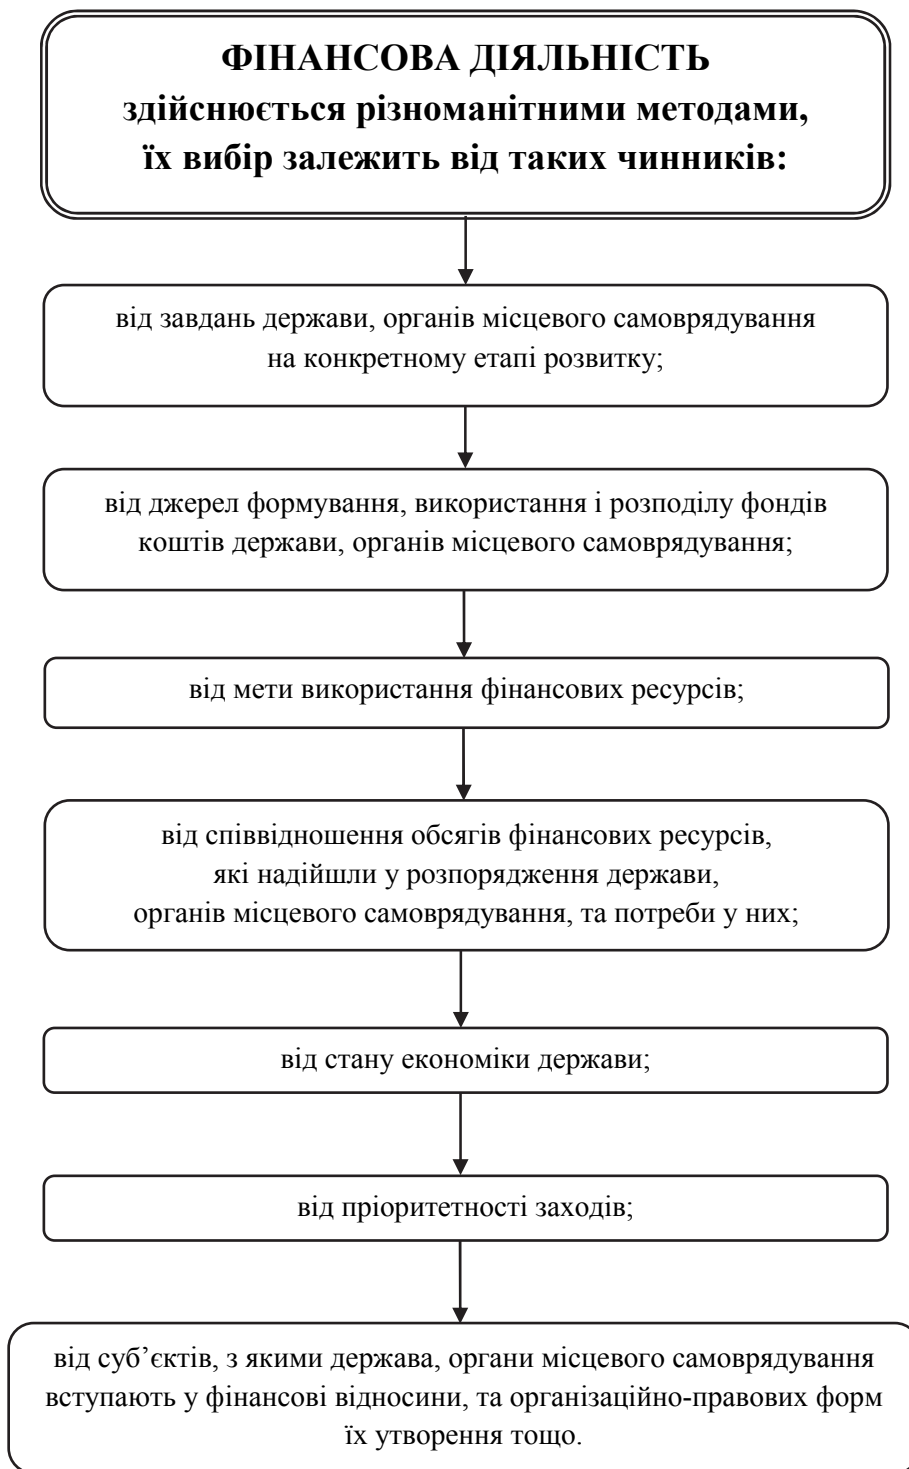 ФІНАНСОВА ДІЯЛЬНІСТЬ
здійснюється різноманітними методами,
їх вибір залежить від таких чинників:
від завдань держави, органів місцевого самоврядування
на конкретному етапі розвитку;
від джерел формування, використання і розподілу фондів
коштів держави, органів місцевого самоврядування;
від мети використання фінансових ресурсів;
від співвідношення обсягів фінансових ресурсів,
які надійшли у розпорядження держави,
органів місцевого самоврядування, та потреби у них;
від стану економіки держави;
від пріоритетності заходів;
від суб’єктів, з якими держава, органи місцевого самоврядування
вступають у фінансові відносини, та організаційно-правових форм
їх утворення тощо.